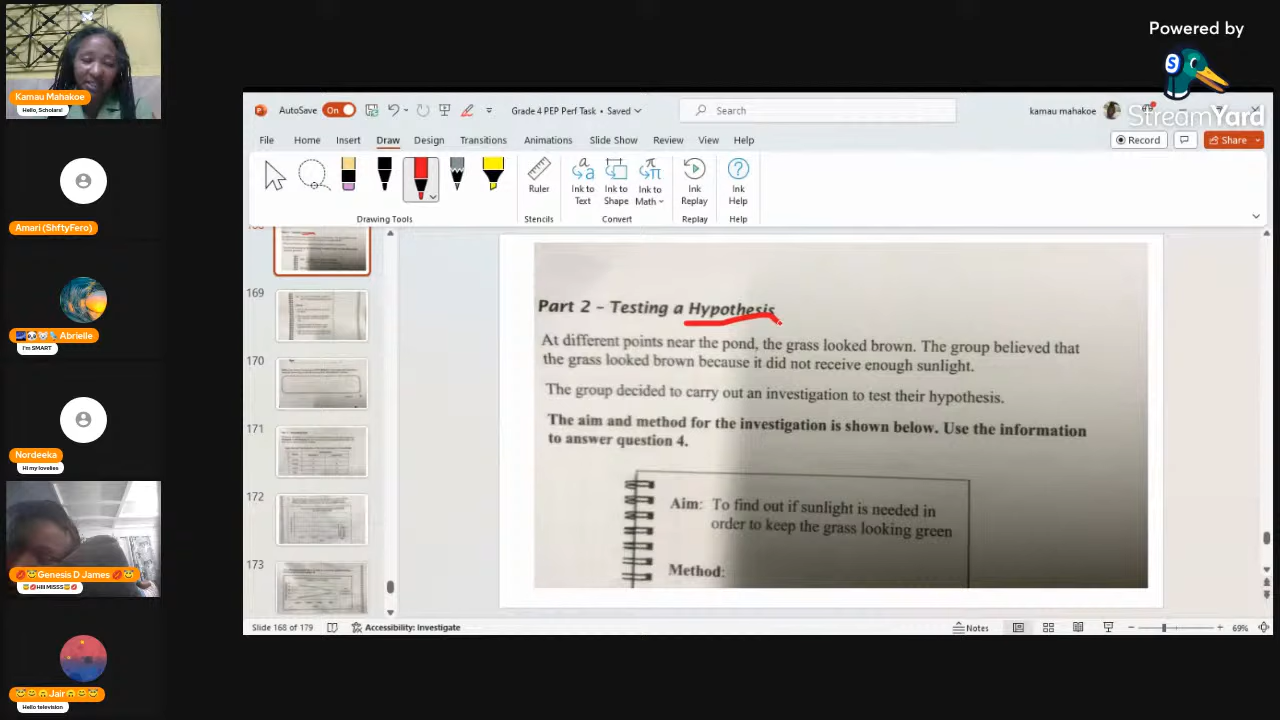 Kamau Mahakoe
Hello, Scholars!
Amari (ShftyFero)
Abrielle
I'm SMART
Nordeeka
Hi my lovelies
Genesis D James
HIII MISSS
Jair
Hello television
Powered by
S
StreamYard
AutoSave On
Grade 4 PEP Perf Task • Saved
Search
kamau mahakoe
File Home Insert Draw Design Transitions Animations Slide Show Review View Help
Record
Share
Ruler
Ink to Text
Ink to Shape
Ink to Math
Ink Replay
Ink Help
Drawing Tools
Stencils
Convert
Replay
Help
169
170
171
172
173
Part 2 – Testing a Hypothesis
At different points near the pond, the grass looked brown. The group believed that
the grass looked brown because it did not receive enough sunlight.
The group decided to carry out an investigation to test their hypothesis.
The aim and method for the investigation is shown below. Use the information
to answer question 4.
Aim: To find out if sunlight is needed in
order to keep the grass looking green
Method:
Slide 168 of 179
Accessibility: Investigate
Notes
69%